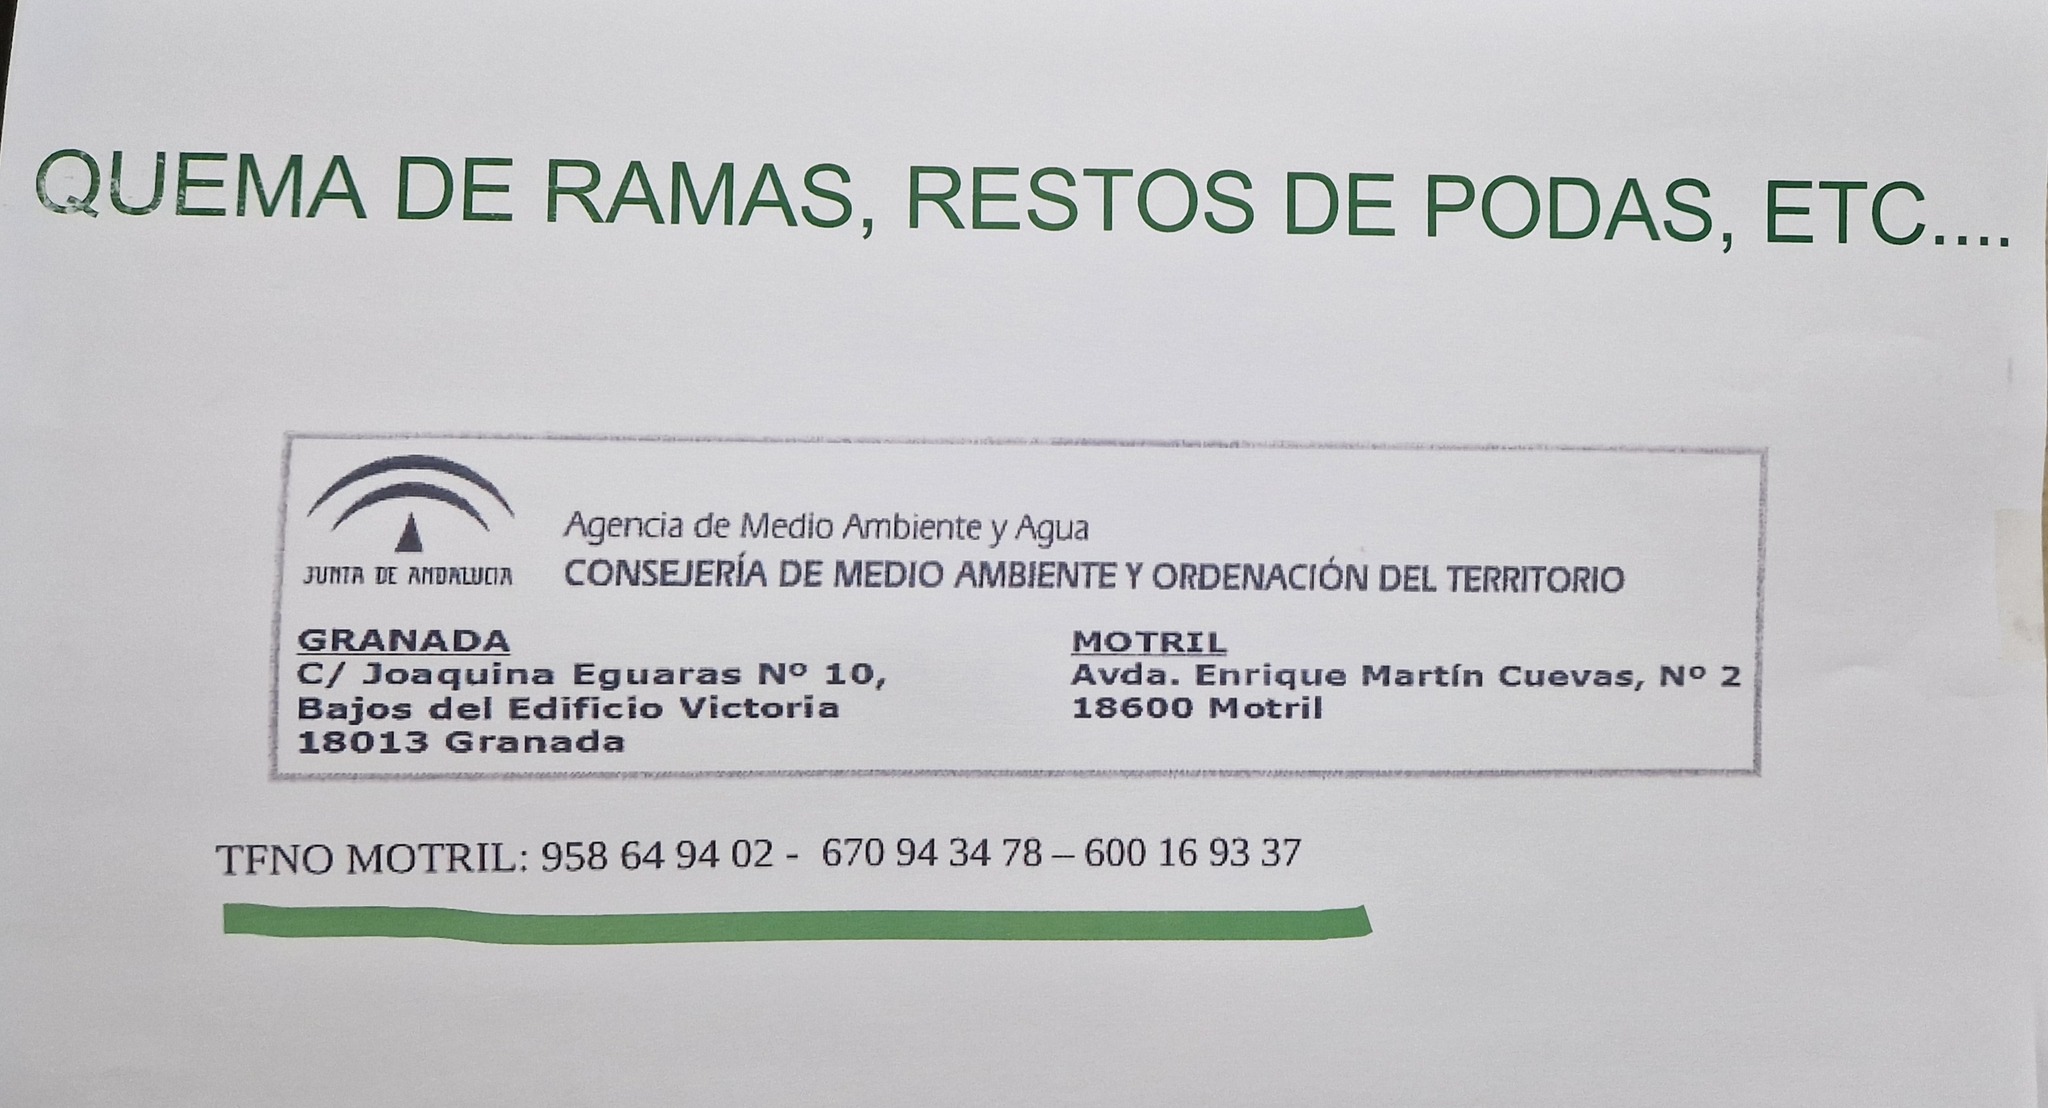 QUEMA DE RAMAS, RESTOS DE PODAS, ETC....
JUNTA DE ANDALUCIA
Agencia de Medio Ambiente y Agua
CONSEJERÍA DE MEDIO AMBIENTE Y ORDENACIÓN DEL TERRITORIO
GRANADA
C/ Joaquina Eguaras Nº 10,
Bajos del Edificio Victoria
18013 Granada
MOTRIL
Avda. Enrique Martín Cuevas, Nº 2
18600 Motril
TFNO MOTRIL: 958 64 94 02 - 670 94 34 78 – 600 16 93 37